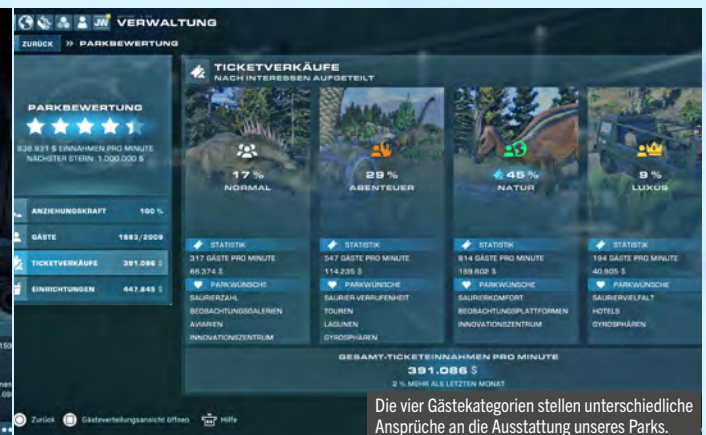 JW VERWALTUNG
ZURÜCK >> PARKBEWERTUNG
PARKBEWERTUNG
838.931 $ EINNAHMEN PRO MINUTE
NÄCHSTER STERN: 1.000.000 $
ANZIEHUNGSKRAFT 100 %
GÄSTE 1983/2009
TICKETVERKÄUFE 391.086 $
EINRICHTUNGEN 447.845 $
TICKETVERKÄUFE
NACH INTERESSEN AUFGETEILT
17 %
NORMAL
STATISTIK
317 GÄSTE PRO MINUTE
66.374 $
PARKWÜNSCHE
SAURIERZAHL
BEOBACHTUNGSGALERIEN
AVIARIEN
INNOVATIONSZENTRUM
29 %
ABENTEUER
STATISTIK
547 GÄSTE PRO MINUTE
114.235 $
PARKWÜNSCHE
SAURIER-VERRUFENHEIT
TOUREN
LAGUNEN
GYROSPHÄREN
45 %
NATUR
STATISTIK
814 GÄSTE PRO MINUTE
169.602 $
PARKWÜNSCHE
SAURIERKOMFORT
BEOBACHTUNGSPLATTFORMEN
INNOVATIONSZENTRUM
9 %
LUXUS
STATISTIK
194 GÄSTE PRO MINUTE
40.905 $
PARKWÜNSCHE
SAURIERVIELFALT
HOTELS
GYROSPHÄREN
GESAMT-TICKETEINNAHMEN PRO MINUTE
391.086 $
2 % MEHR ALS LETZTEN MONAT
Zurück Gästeverteilungsansicht öffnen Hilfe
Die vier Gästekategorien stellen unterschiedliche
Ansprüche an die Ausstattung unseres Parks.